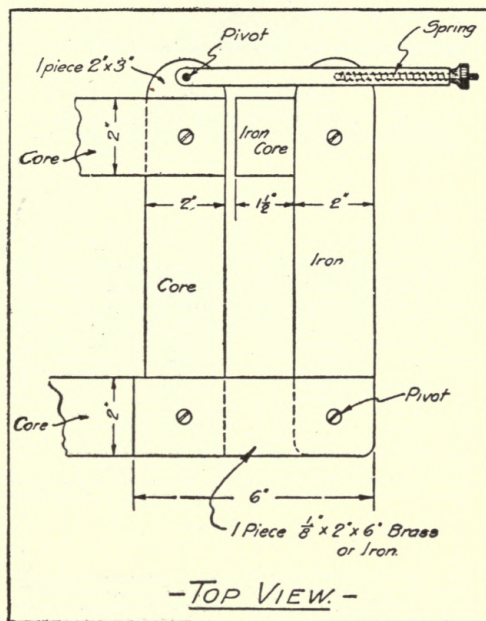 Pivot
Spring
1 piece 2"x3"
2"
Core
Iron
Core
2"
1½"
2"
Core
Iron
2"
Core
Pivot
6"
1 Piece ⅛" x 2" x 6" Brass
or Iron.
-TOP VIEW.-